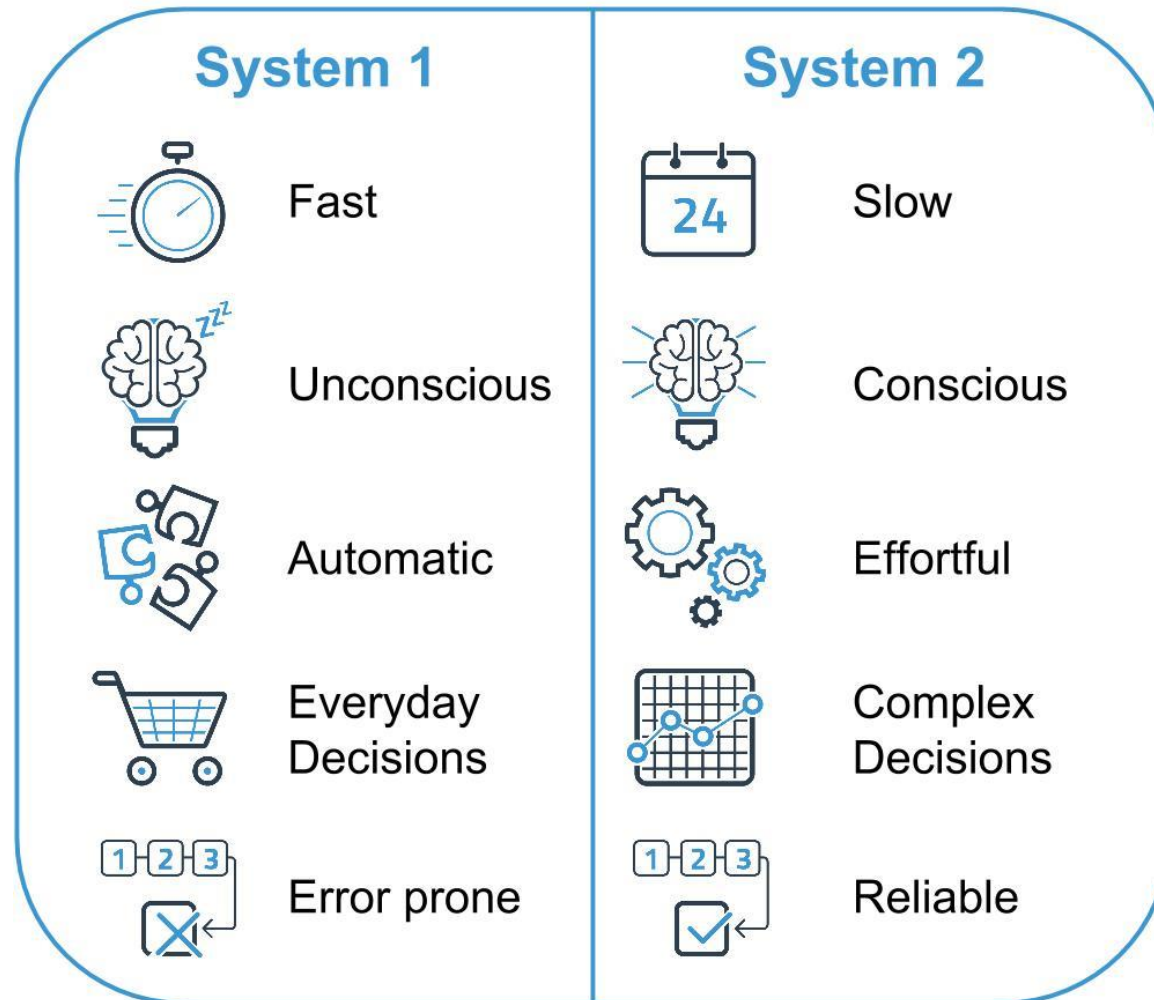 System 1
Fast
zzz
Unconscious
Automatic
Everyday
Decisions
1 2 3
Error prone
System 2
24
Slow
Conscious
Effortful
Complex
Decisions
1 2 3
Reliable